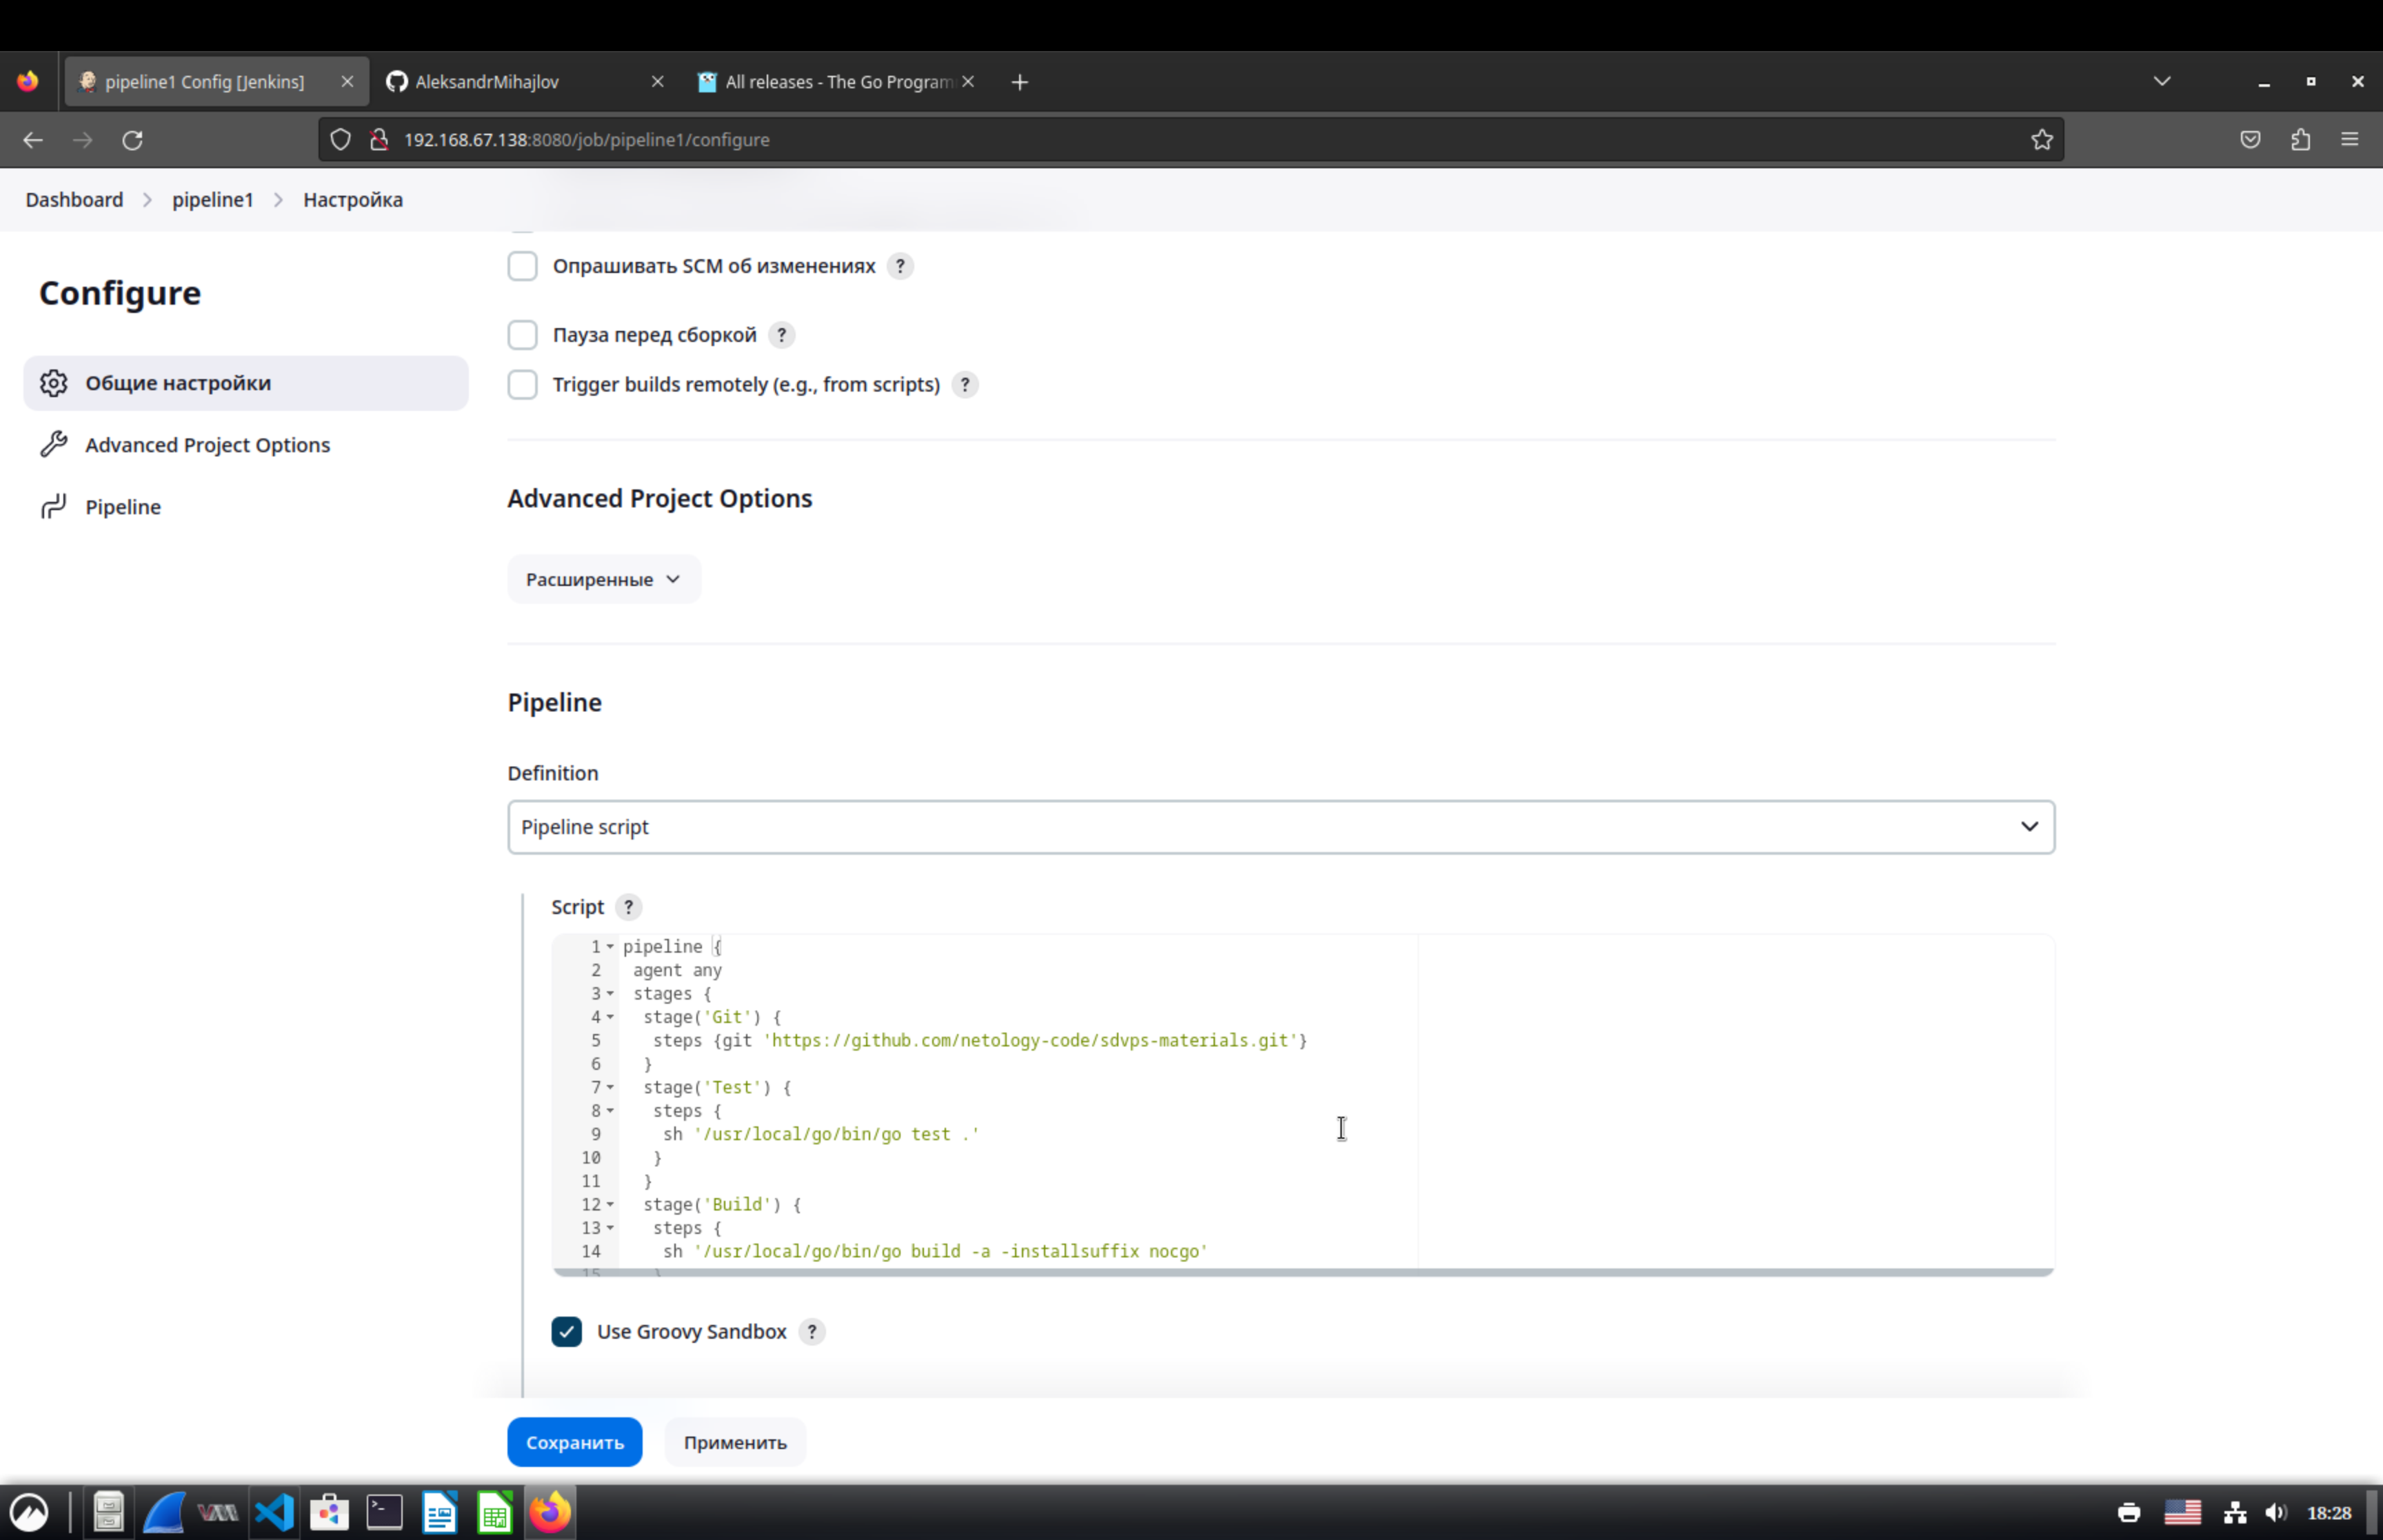 pipeline1 Config [Jenkins]
AleksandrMihajlov
All releases - The Go Program
192.168.67.138:8080/job/pipeline1/configure
Dashboard > pipeline1 > Настройка
Configure
Общие настройки
Advanced Project Options
Pipeline
Опрашивать SCM об изменениях ?
Пауза перед сборкой ?
Trigger builds remotely (e.g., from scripts) ?
Advanced Project Options
Расширенные
Pipeline
Definition
Pipeline script
Script ?
1 pipeline {
2 agent any
3 stages {
4 stage('Git') {
5 steps {git 'https://github.com/netology-code/sdvps-materials.git'}
6 }
7 stage('Test') {
8 steps {
9 sh '/usr/local/go/bin/go test .'
10 }
11 }
12 stage('Build') {
13 steps {
14 sh '/usr/local/go/bin/go build -a -installsuffix nocgo'
15 }
Use Groovy Sandbox ?
Сохранить
Применить
18:28